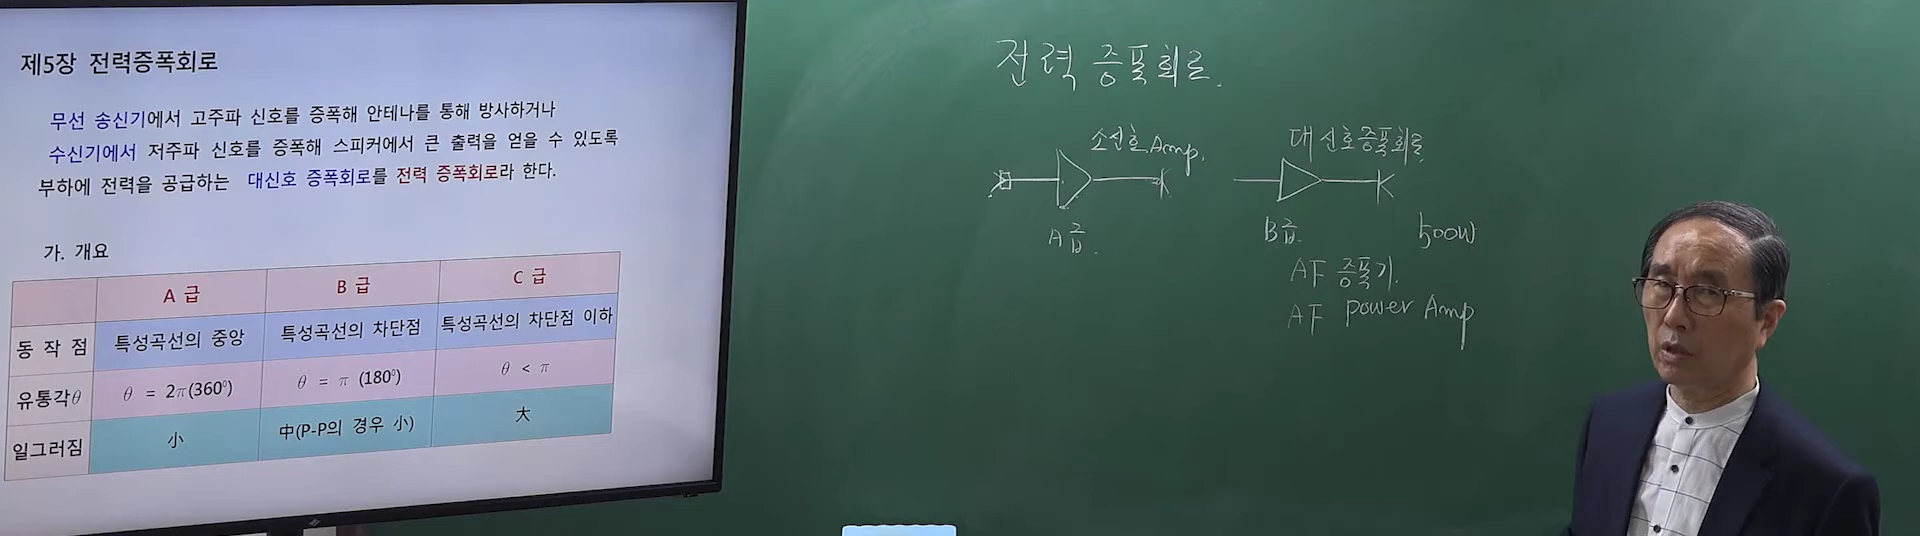 제5장 전력증폭회로
무선 송신기에서 고주파 신호를 증폭해 안테나를 통해 방사하거나
수신기에서 저주파 신호를 증폭해 스피커에서 큰 출력을 얻을 수 있도록
부하에 전력을 공급하는 대신호 증폭회로를 전력 증폭회로라 한다.
가. 개요
A 급 B 급 C 급
동 작 점 특성곡선의 중앙 특성곡선의 차단점 특성곡선의 차단점 이하
유통각θ θ = 2π(360⁰) θ = π (180⁰) θ < π
일그러짐 小 中(P-P의 경우 小) 大
전력 증폭회로.
소신호 Amp.
A급.
대신호증폭회로
B급.
500W
AF 증폭기.
AF power Amp